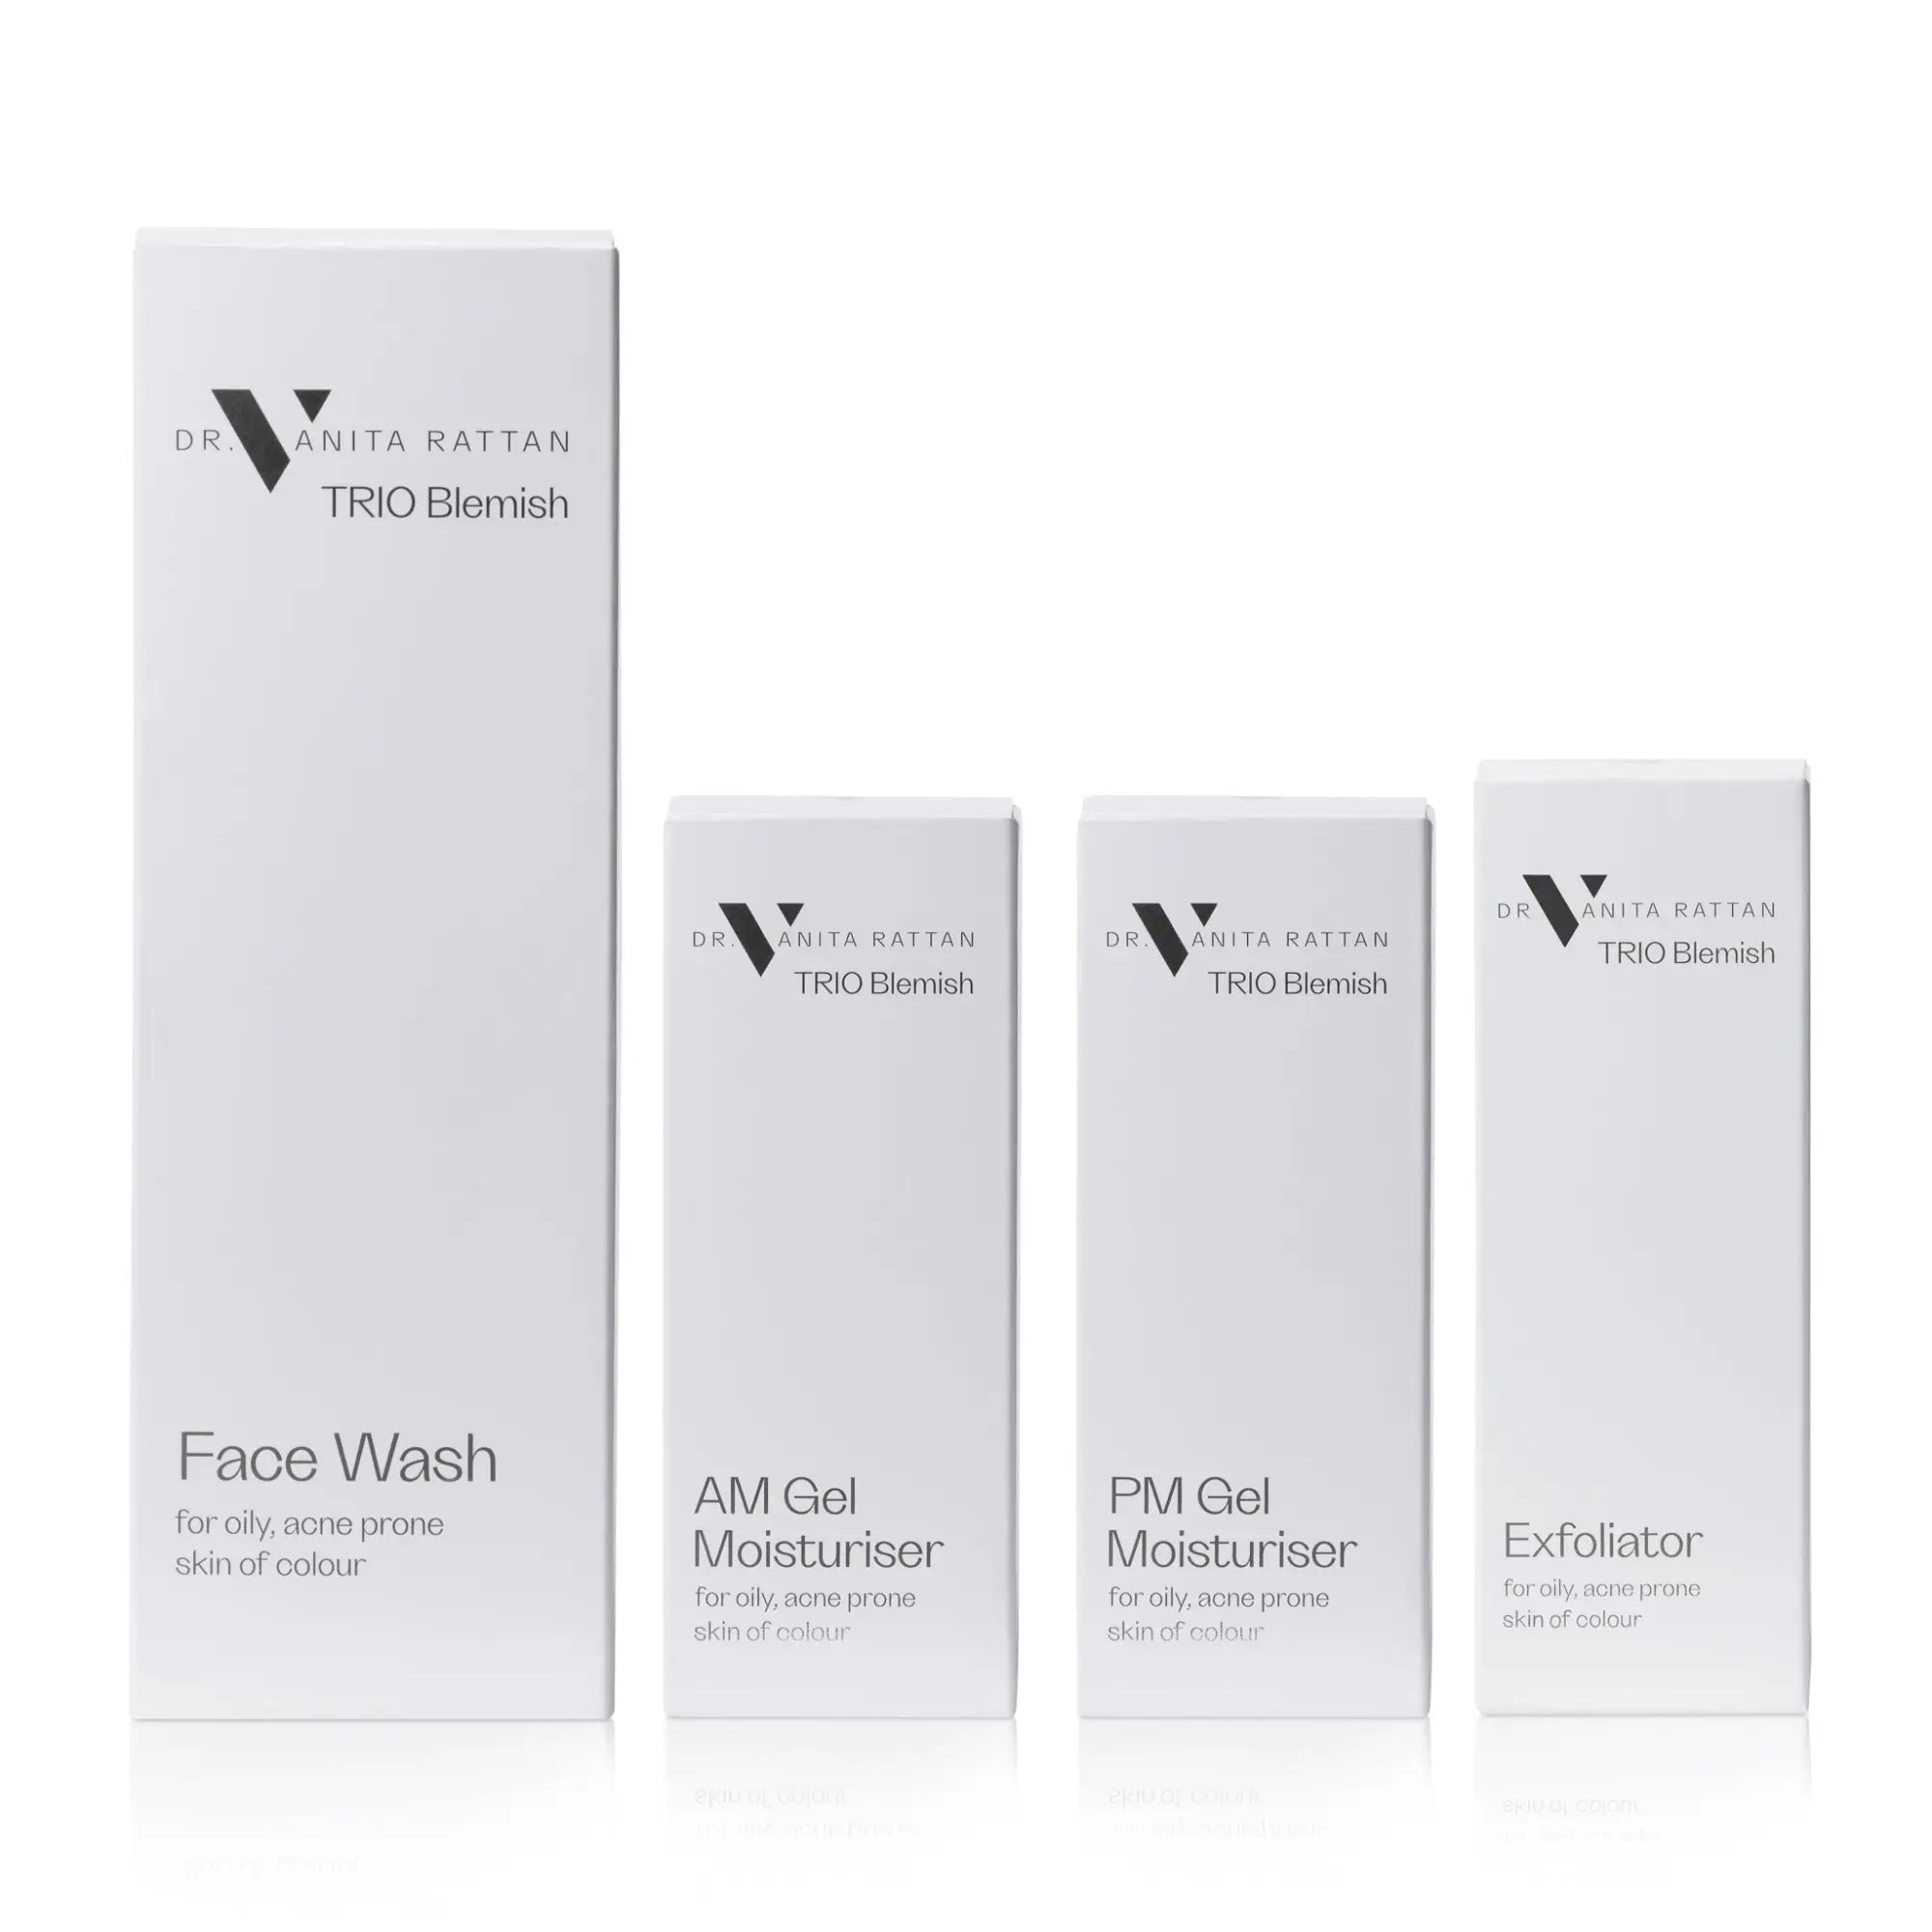 DR. VANITA RATTAN
TRIO Blemish
Face Wash
for oily, acne prone
skin of colour
DR. VANITA RATTAN
TRIO Blemish
AM Gel
Moisturiser
for oily, acne prone
skin of colour
DR. VANITA RATTAN
TRIO Blemish
PM Gel
Moisturiser
for oily, acne prone
skin of colour
DR VANITA RATTAN
TRIO Blemish
Exfoliator
for oily, acne prone
skin of colour